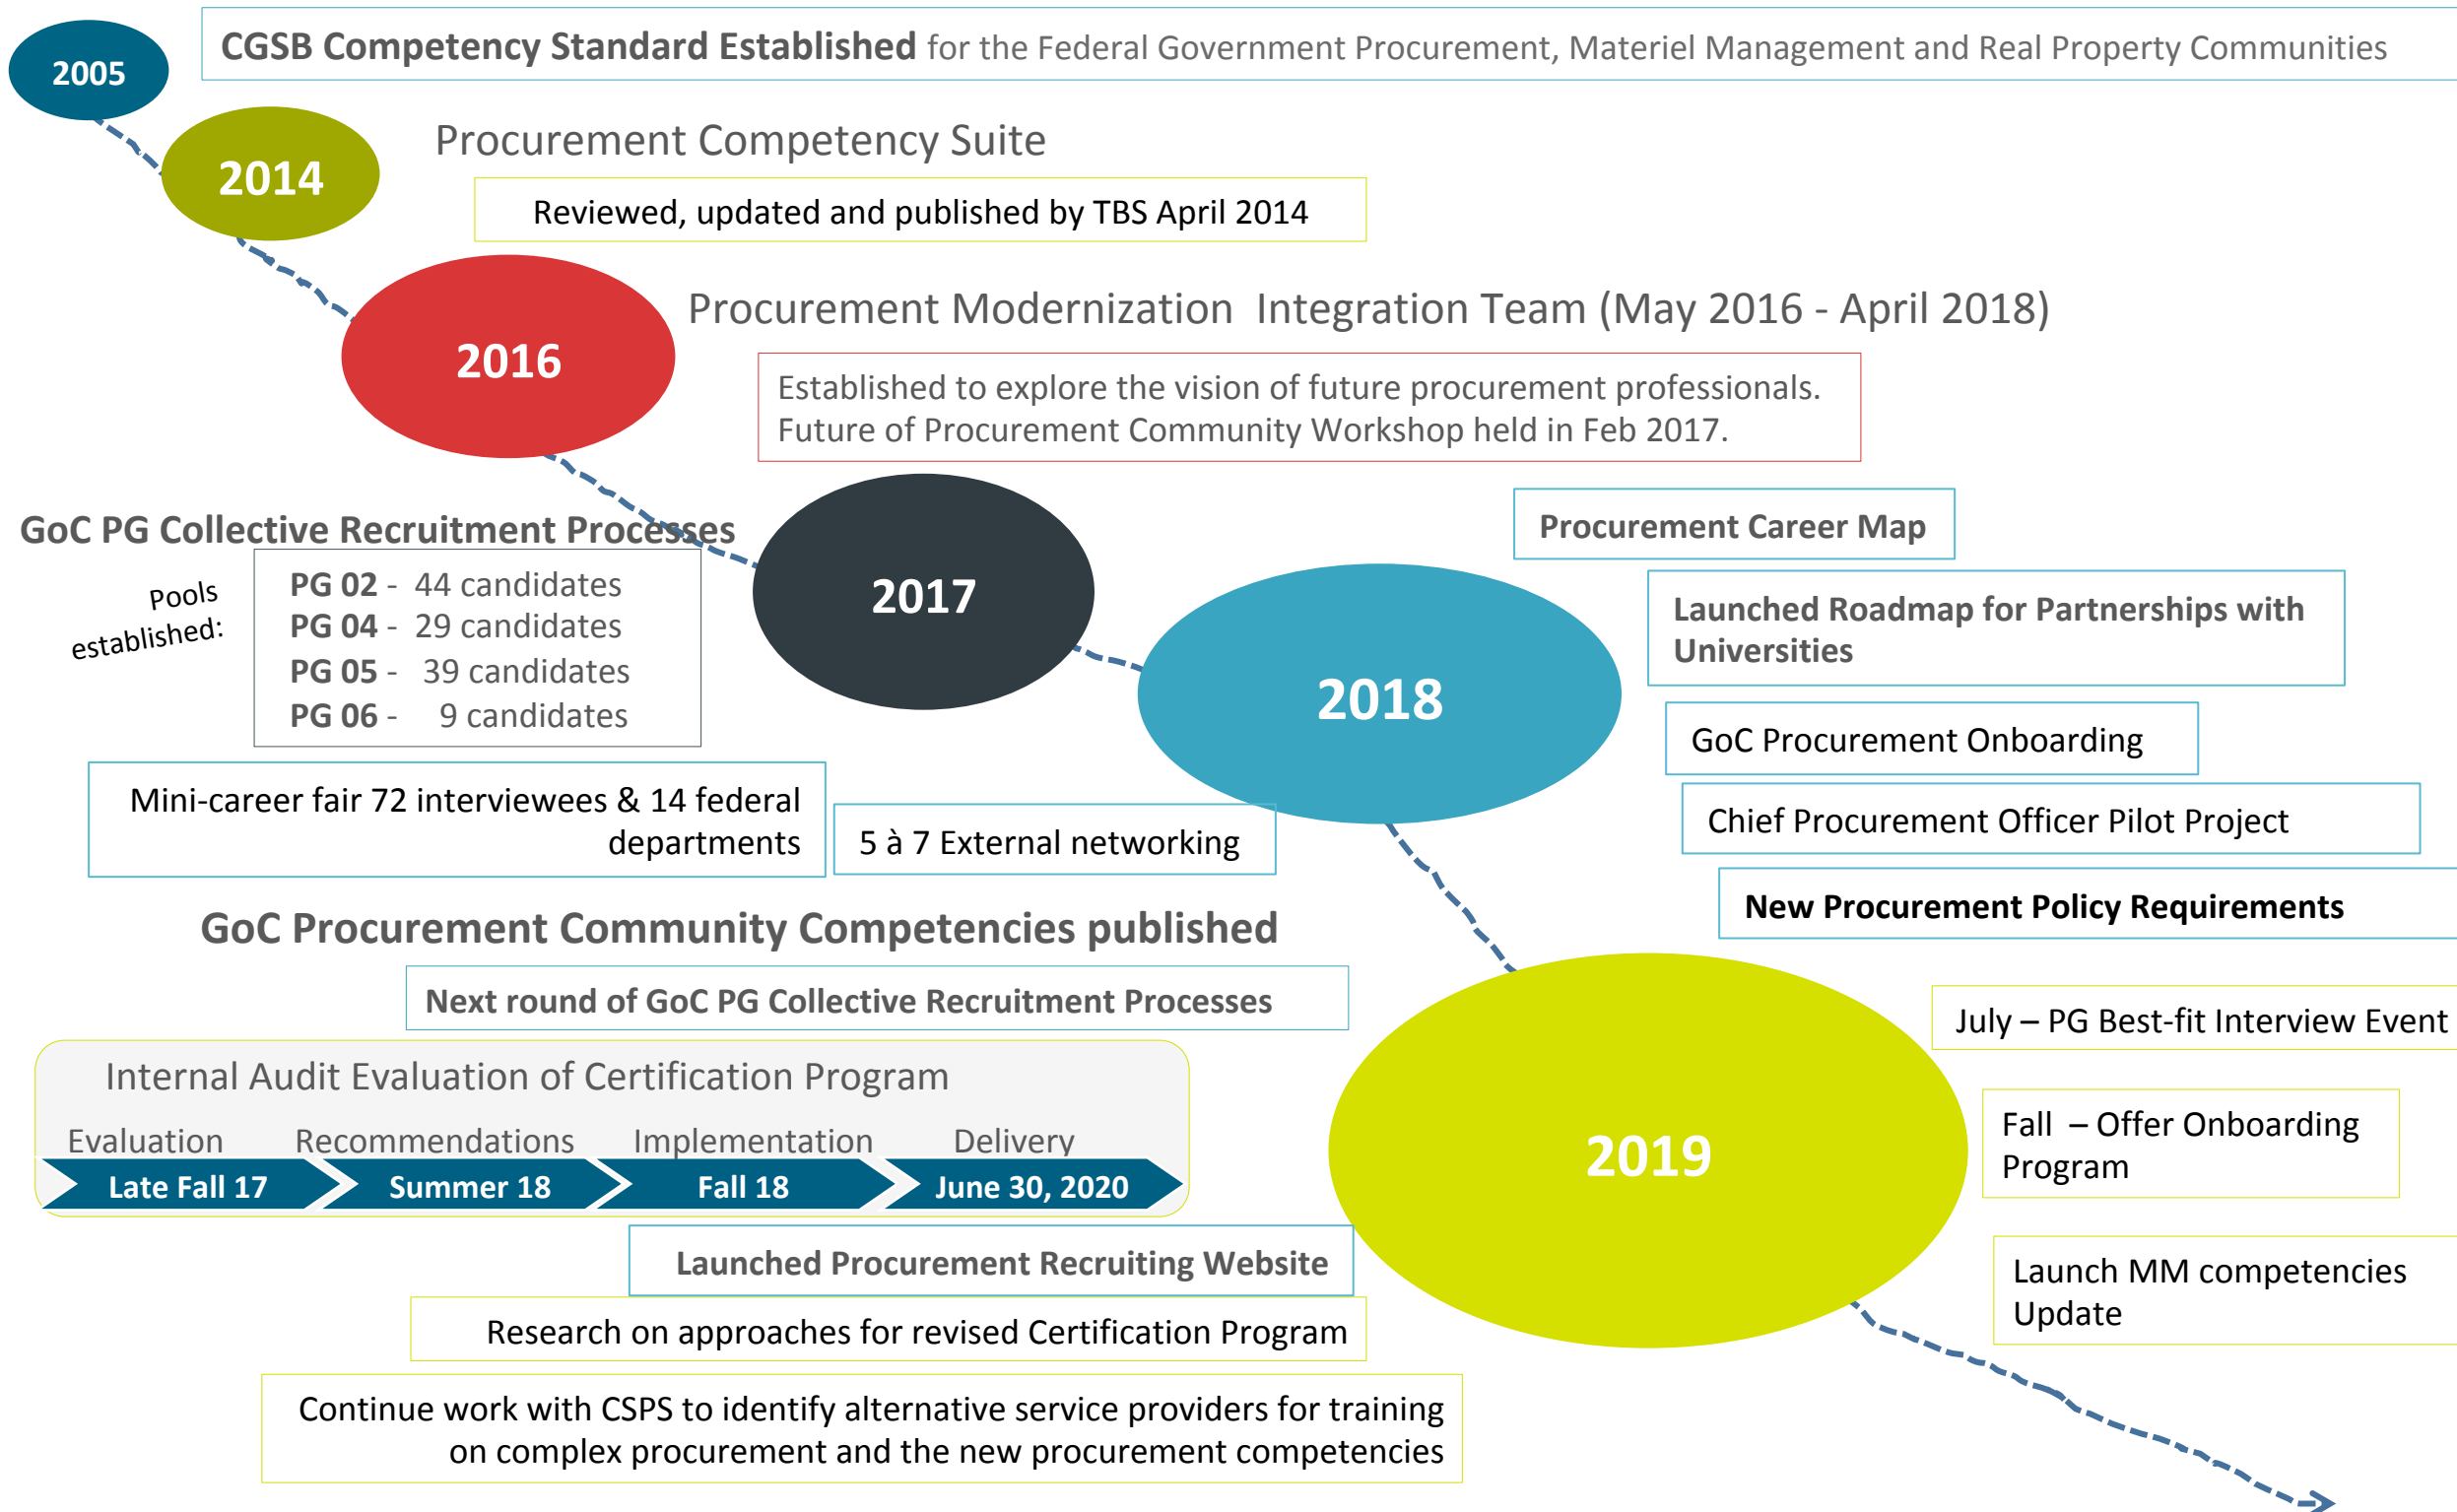 2005
CGSB Competency Standard Established for the Federal Government Procurement, Materiel Management and Real Property Communities
2014
Procurement Competency Suite
Reviewed, updated and published by TBS April 2014
2016
Procurement Modernization Integration Team (May 2016 - April 2018)
Established to explore the vision of future procurement professionals.
Future of Procurement Community Workshop held in Feb 2017.
2017
GoC PG Collective Recruitment Processes
Pools
established:
PG 02 - 44 candidates
PG 04 - 29 candidates
PG 05 - 39 candidates
PG 06 - 9 candidates
2018
Procurement Career Map
Launched Roadmap for Partnerships with
Universities
GoC Procurement Onboarding
Chief Procurement Officer Pilot Project
New Procurement Policy Requirements
Mini-career fair 72 interviewees & 14 federal
departments
5 à 7 External networking
GoC Procurement Community Competencies published
Next round of GoC PG Collective Recruitment Processes
Internal Audit Evaluation of Certification Program
Evaluation Recommendations Implementation Delivery
Late Fall 17 Summer 18 Fall 18 June 30, 2020
2019
July – PG Best-fit Interview Event
Fall – Offer Onboarding
Program
Launch MM competencies
Update
Launched Procurement Recruiting Website
Research on approaches for revised Certification Program
Continue work with CSPS to identify alternative service providers for training
on complex procurement and the new procurement competencies